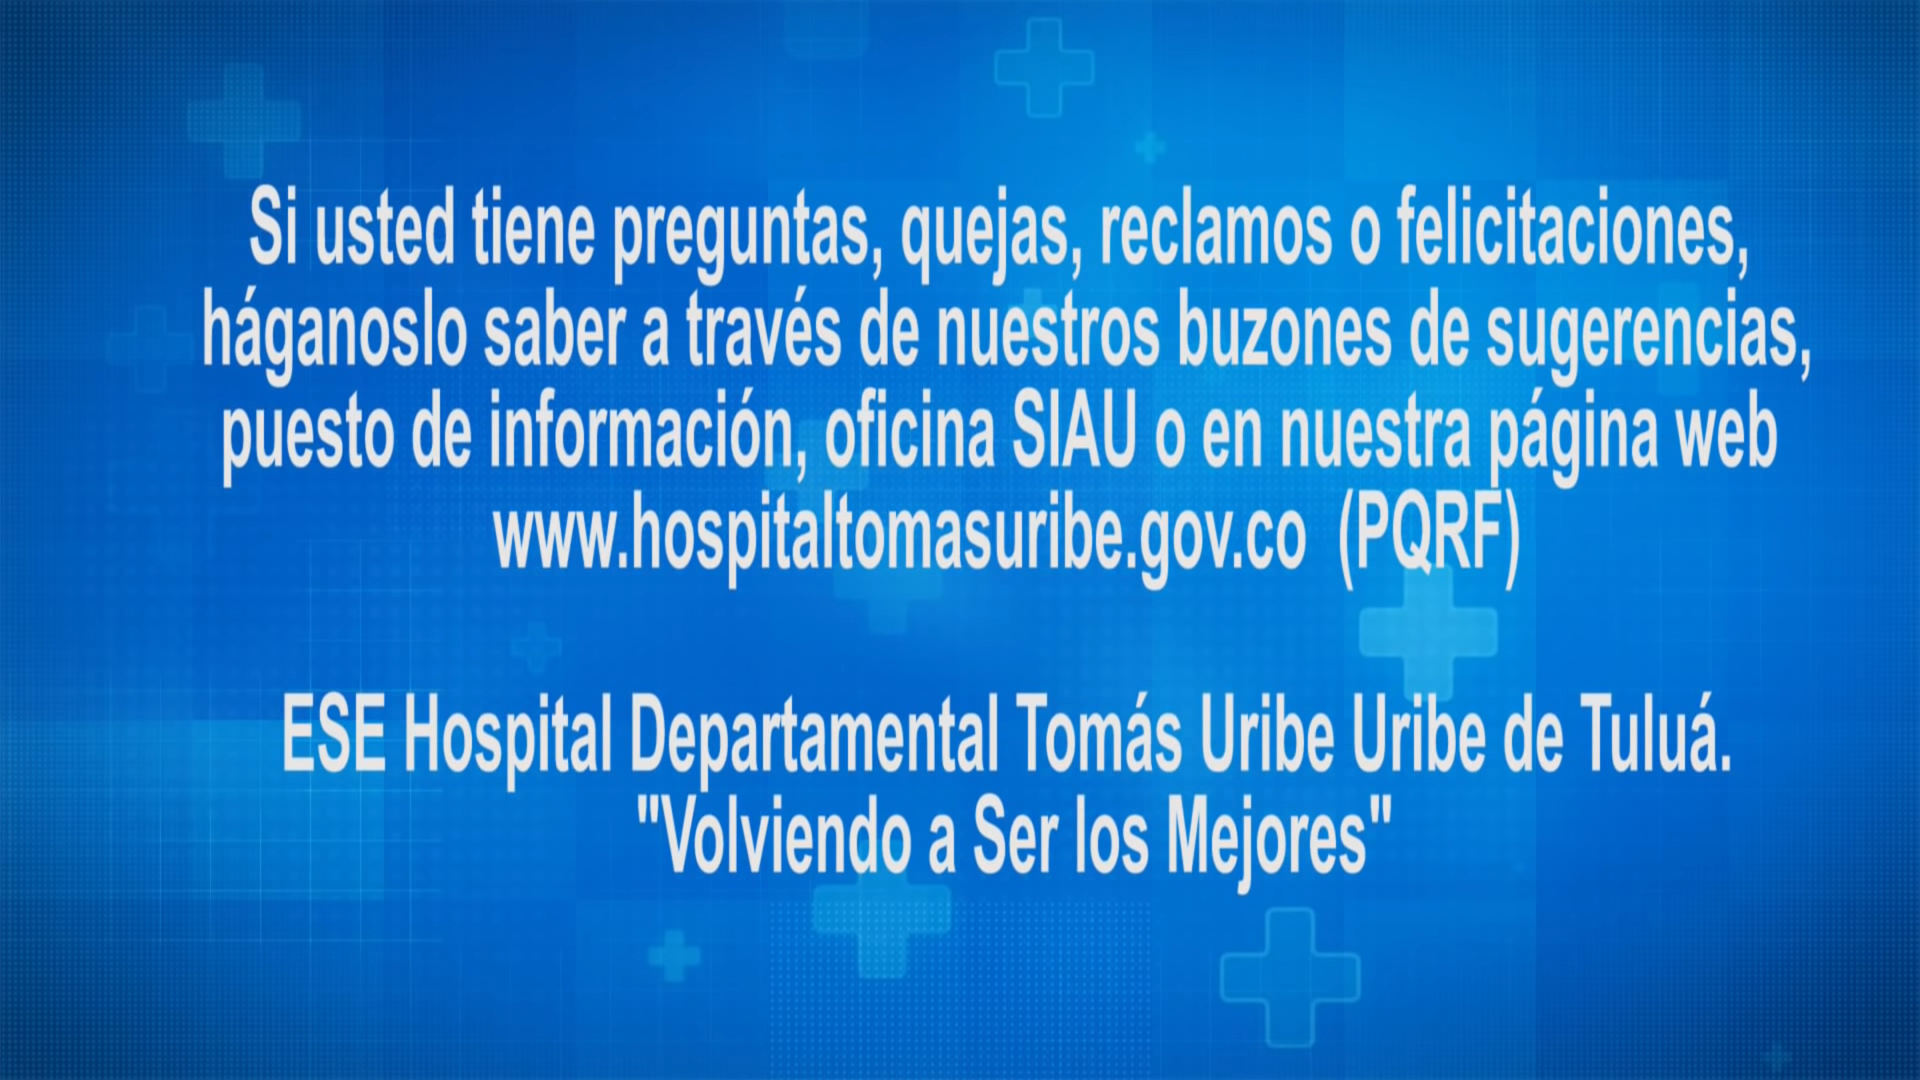 Si usted tiene preguntas, quejas, reclamos o felicitaciones,
háganoslo saber a través de nuestros buzones de sugerencias,
puesto de información, oficina SIAU o en nuestra página web
www.hospitaltomasuribe.gov.co  (PQRF)
ESE Hospital Departamental Tomás Uribe Uribe de Tuluá.
"Volviendo a Ser los Mejores"